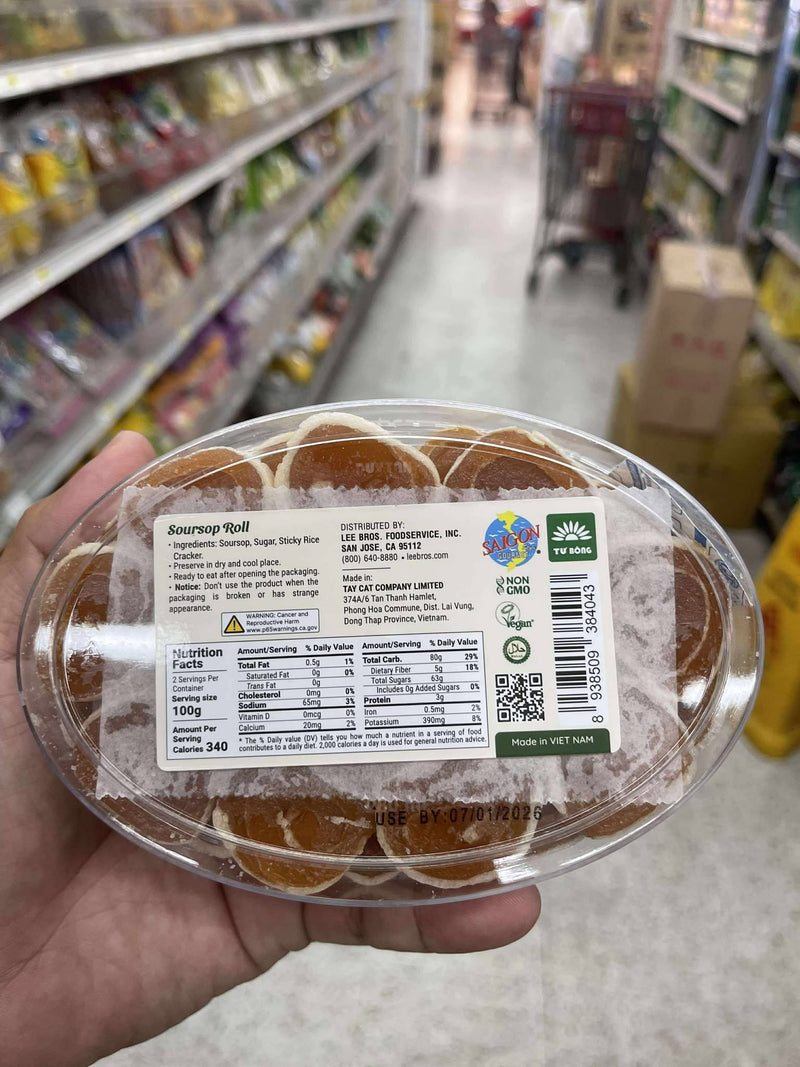 Soursop Roll
• Ingredients: Soursop, Sugar, Sticky Rice
Cracker.
• Preserve in dry and cool place.
• Ready to eat after opening the packaging.
• Notice: Don't use the product when the
packaging is broken or has strange
appearance.
WARNING: Cancer and
Reproductive Harm
www.p65warnings.ca.gov
DISTRIBUTED BY:
LEE BROS. FOODSERVICE, INC.
SAN JOSE, CA 95112
(800) 640-8880 • leebros.com
Made in:
TAY CAT COMPANY LIMITED
374A/6 Tan Thanh Hamlet,
Phong Hoa Commune, Dist. Lai Vung,
Dong Thap Province, Vietnam.
SAIGON
GOURMET
TƯ BÔNG
NON
GMO
Vegan
8 938509 384043
Made in VIET NAM
Nutrition
Facts
2 Servings Per
Container
Serving size
100g
Amount Per
Serving
Calories 340
Amount/Serving % Daily Value
Total Fat 0.5g 1%
Saturated Fat 0g 0%
Trans Fat 0g
Cholesterol 0mg 0%
Sodium 65mg 3%
Vitamin D 0mcg 0%
Calcium 20mg 2%
Amount/Serving % Daily Value
Total Carb. 80g 29%
Dietary Fiber 5g 18%
Total Sugars 63g
Includes 0g Added Sugars 0%
Protein 3g
Iron 0.5mg 2%
Potassium 390mg 8%
* The % Daily value (DV) tells you how much a nutrient in a serving of food
contributes to a daily diet. 2,000 calories a day is used for general nutrition advice.
USE BY:07/01/2026